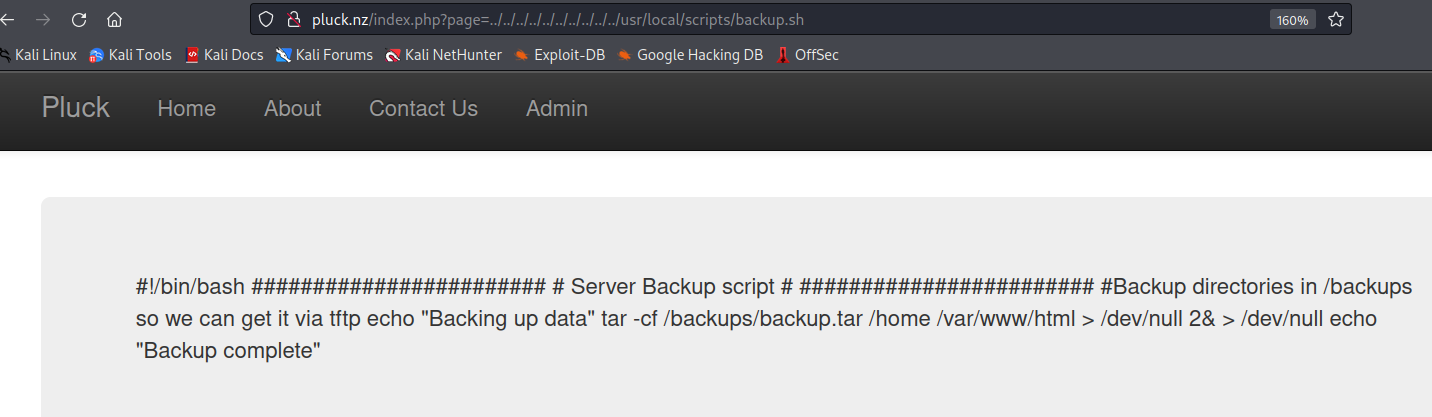 pluck.nz/index.php?page=../../../../../../../../../../usr/local/scripts/backup.sh 160%
Kali Linux Kali Tools Kali Docs Kali Forums Kali NetHunter Exploit-DB Google Hacking DB OffSec
Pluck Home About Contact Us Admin
#!/bin/bash ######################## # Server Backup script # ######################## #Backup directories in /backups
so we can get it via tftp echo "Backing up data" tar -cf /backups/backup.tar /home /var/www/html > /dev/null 2& > /dev/null echo
"Backup complete"